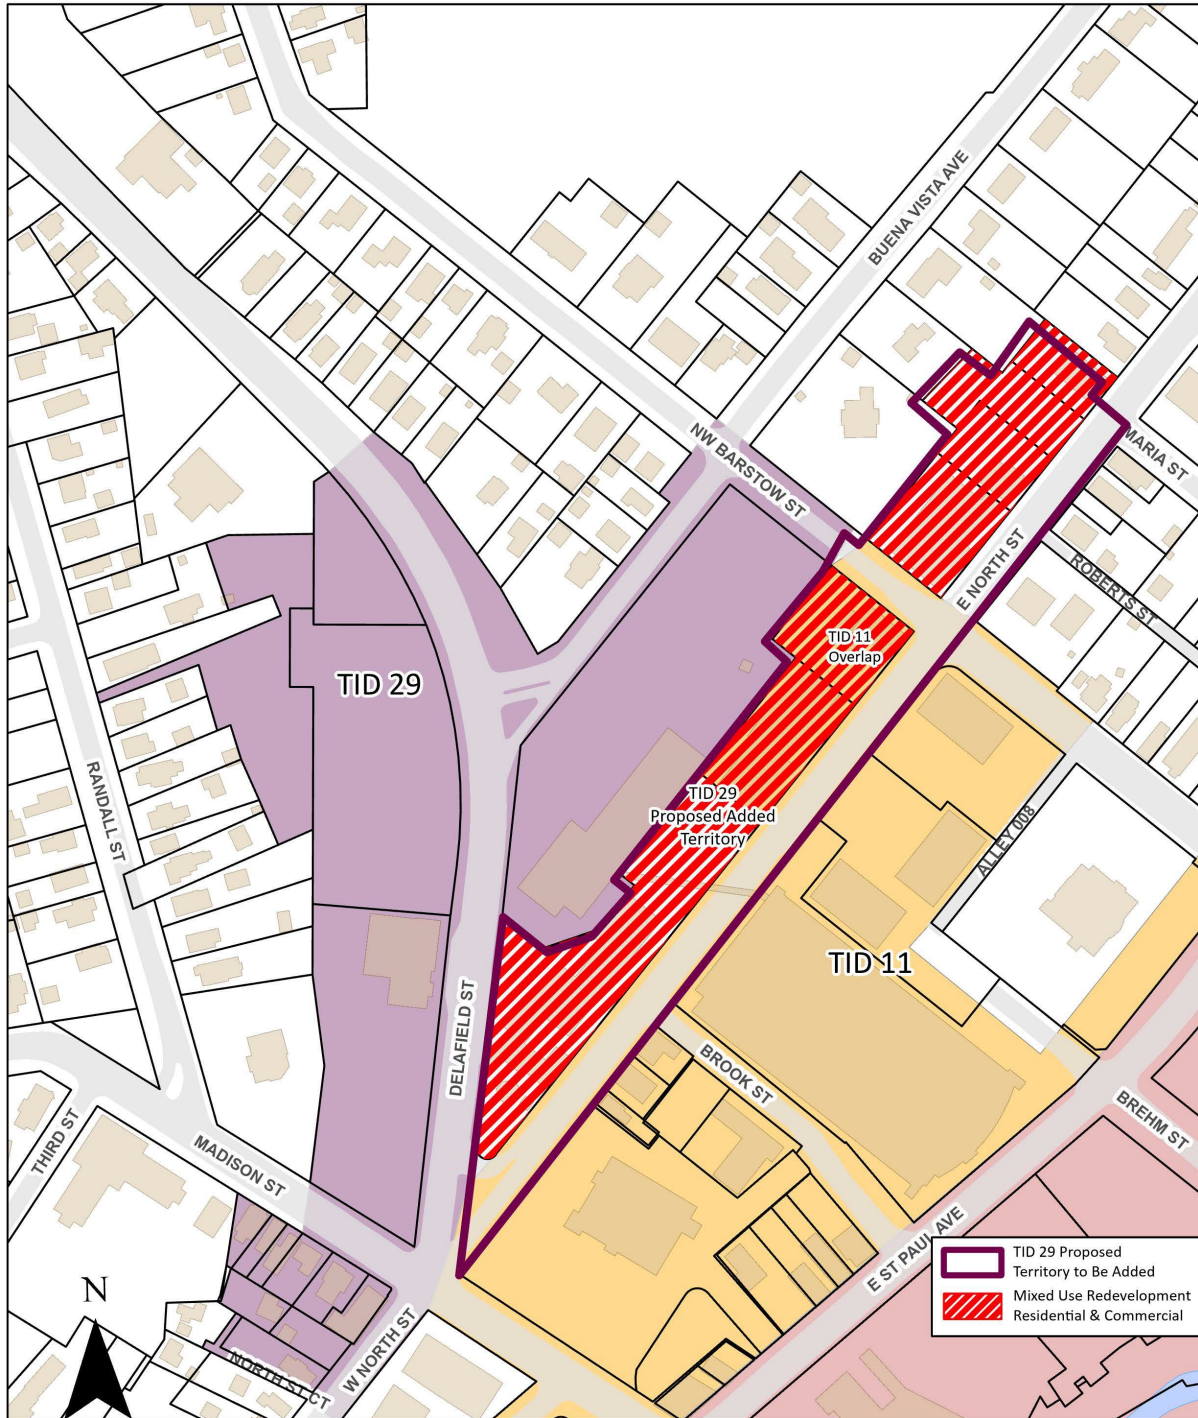 BUENA VISTA AVE
NW BARSTOW ST
MARIA ST
E NORTH ST
ROBERTS ST
TID 11
Overlap
TID 29
RANDALL ST
TID 29
Proposed Added
Territory
ALLEY 008
TID 11
DELAFIELD ST
BROOK ST
BREHM ST
THIRD ST
MADISON ST
E ST PAUL AVE
TID 29 Proposed
Territory to Be Added
Mixed Use Redevelopment
Residential & Commercial
N
W NORTH ST
NORTH ST CT